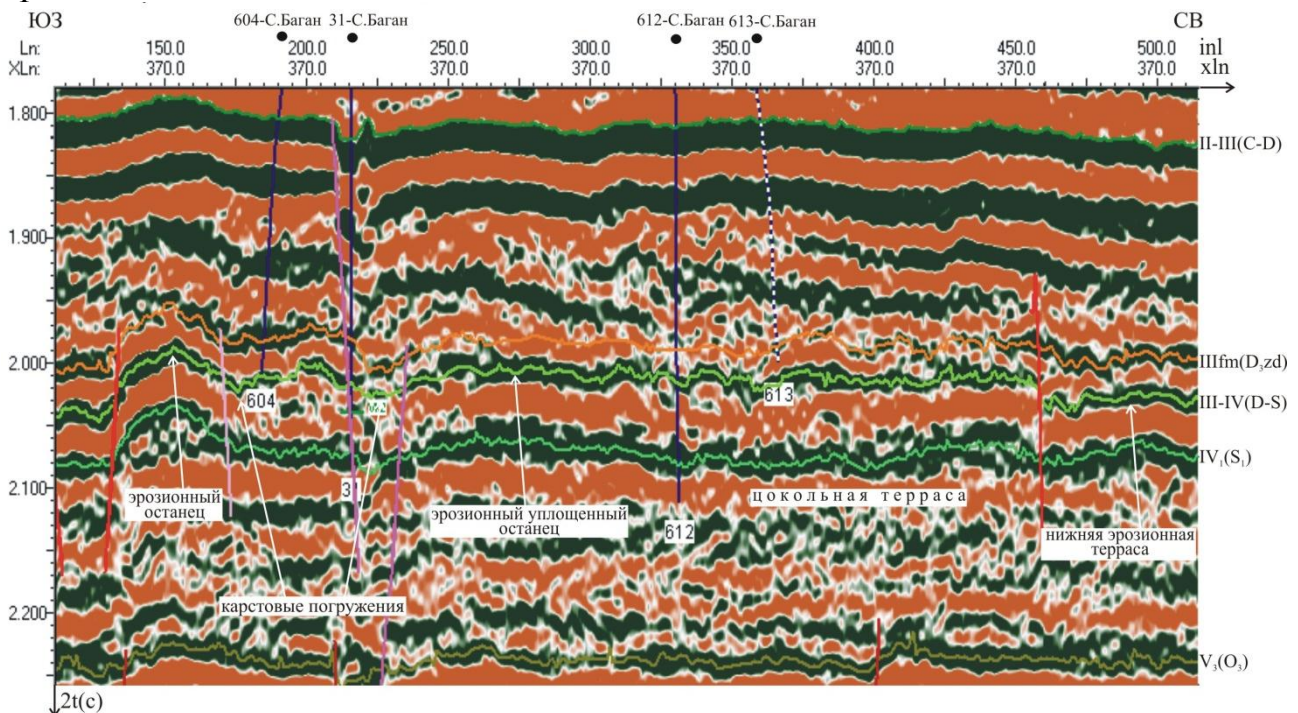 ЮЗ 604-С.Баган 31-С.Баган 612-С.Баган 613-С.Баган СВ
Ln: 150.0 200.0 250.0 300.0 350.0 400.0 450.0 500.0 inl
XLn: 370.0 370.0 370.0 370.0 370.0 370.0 370.0 370.0 xln
1.800
II-III(C-D)
1.900
2.000
IIIfm(D₃zd)
604
613
III-IV(D-S)
IV₁(S₁)
2.100
эрозионный
останец
31
эрозионный уплощенный
останец
цокольная терраса
612
нижняя эрозионная
терраса
карстовые погружения
2.200
V₃(O₃)
2t(c)